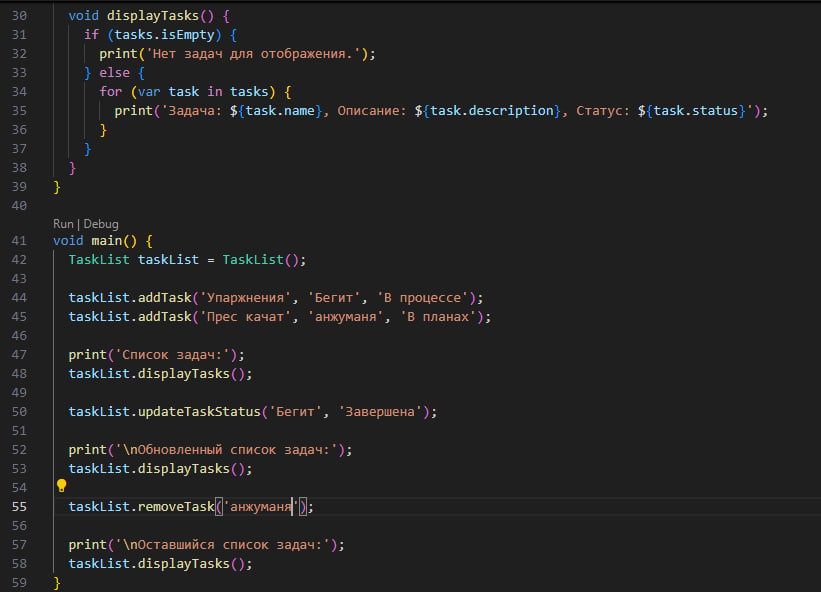 30 void displayTasks() {
31 if (tasks.isEmpty) {
32 print('Нет задач для отображения.');
33 } else {
34 for (var task in tasks) {
35 print('Задача: ${task.name}, Описание: ${task.description}, Статус: ${task.status}');
36 }
37 }
38 }
39 }
40
Run | Debug
41 void main() {
42 TaskList taskList = TaskList();
43
44 taskList.addTask('Упаржнения', 'Бегит', 'В процессе');
45 taskList.addTask('Прес качат', 'анжуманя', 'В планах');
46
47 print('Список задач:');
48 taskList.displayTasks();
49
50 taskList.updateTaskStatus('Бегит', 'Завершена');
51
52 print('\nОбновленный список задач:');
53 taskList.displayTasks();
54
55 taskList.removeTask('анжуманя');
56
57 print('\nОставшийся список задач:');
58 taskList.displayTasks();
59 }